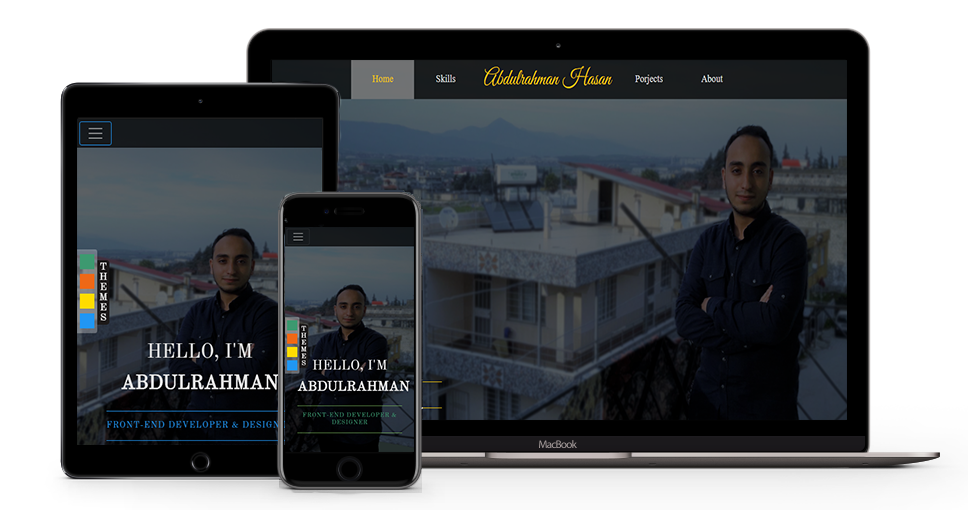 Home Skills Abdulrahman Hasan Porjects About
MacBook
THEMES
HELLO, I'M
ABDULRAHMAN
FRONT-END DEVELOPER & DESIGN
THEMES
HELLO, I'M
ABDULRAHMAN
FRONT-END DEVELOPER &
DESIGNER